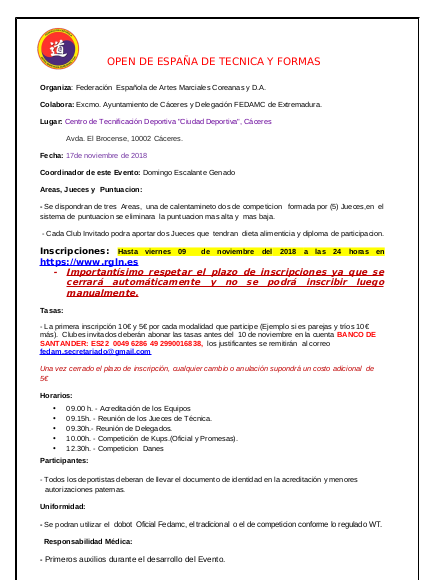 道
OPEN DE ESPAÑA DE TECNICA Y FORMAS
Organiza: Federación Española de Artes Marciales Coreanas y D.A.
Colabora: Excmo. Ayuntamiento de Cáceres y Delegación FEDAMC de Extremadura.
Lugar: Centro de Tecnificación Deportiva "Ciudad Deportiva", Cáceres
Avda. El Brocense, 10002 Cáceres.
Fecha: 17de noviembre de 2018
Coordinador de este Evento: Domingo Escalante Genado
Areas, Jueces y Puntuacion:
- Se dispondran de tres Areas, una de calentamineto dos de competicion formada por (5) Jueces,en el
sistema de puntuacion se eliminara la puntuacion mas alta y mas baja.
- Cada Club Invitado podra aportar dos Jueces que tendran dieta alimenticia y diploma de participacion.
Inscripciones: Hasta viernes 09 de noviembre del 2018 a las 24 horas en
https://www.rgln.es
- Importantísimo respetar el plazo de inscripciones ya que se
cerrará automáticamente y no se podrá inscribir luego
manualmente.
Tasas:
- La primera inscripción 10€ y 5€ por cada modalidad que participe (Ejemplo si es parejas y tríos 10€
más). Clubes invitados deberán abonar las tasas antes del 10 de noviembre en la cuenta BANCO DE
SANTANDER: ES22 0049 6286 49 2990016838, los justificantes se remitirán al correo
fedam.secretariado@gmail.com
Una vez cerrado el plazo de inscripción, cualquier cambio o anulación supondrá un costo adicional de
5€
Horarios:
• 09.00 h. - Acreditación de los Equipos
• 09.15h. - Reunión de los Jueces de Técnica.
• 09.30h.- Reunión de Delegados.
• 10.00h. - Competición de Kups.(Oficial y Promesas).
• 12.30h. - Competicion Danes
Participantes:
- Todos los deportistas deberan de llevar el documento de identidad en la acreditación y menores
autorizaciones paternas.
Uniformidad:
- Se podran utilizar el dobot Oficial Fedamc, el tradicional o el de competicion conforme lo regulado WT.
Responsabilidad Médica:
- Primeros auxilios durante el desarrollo del Evento.